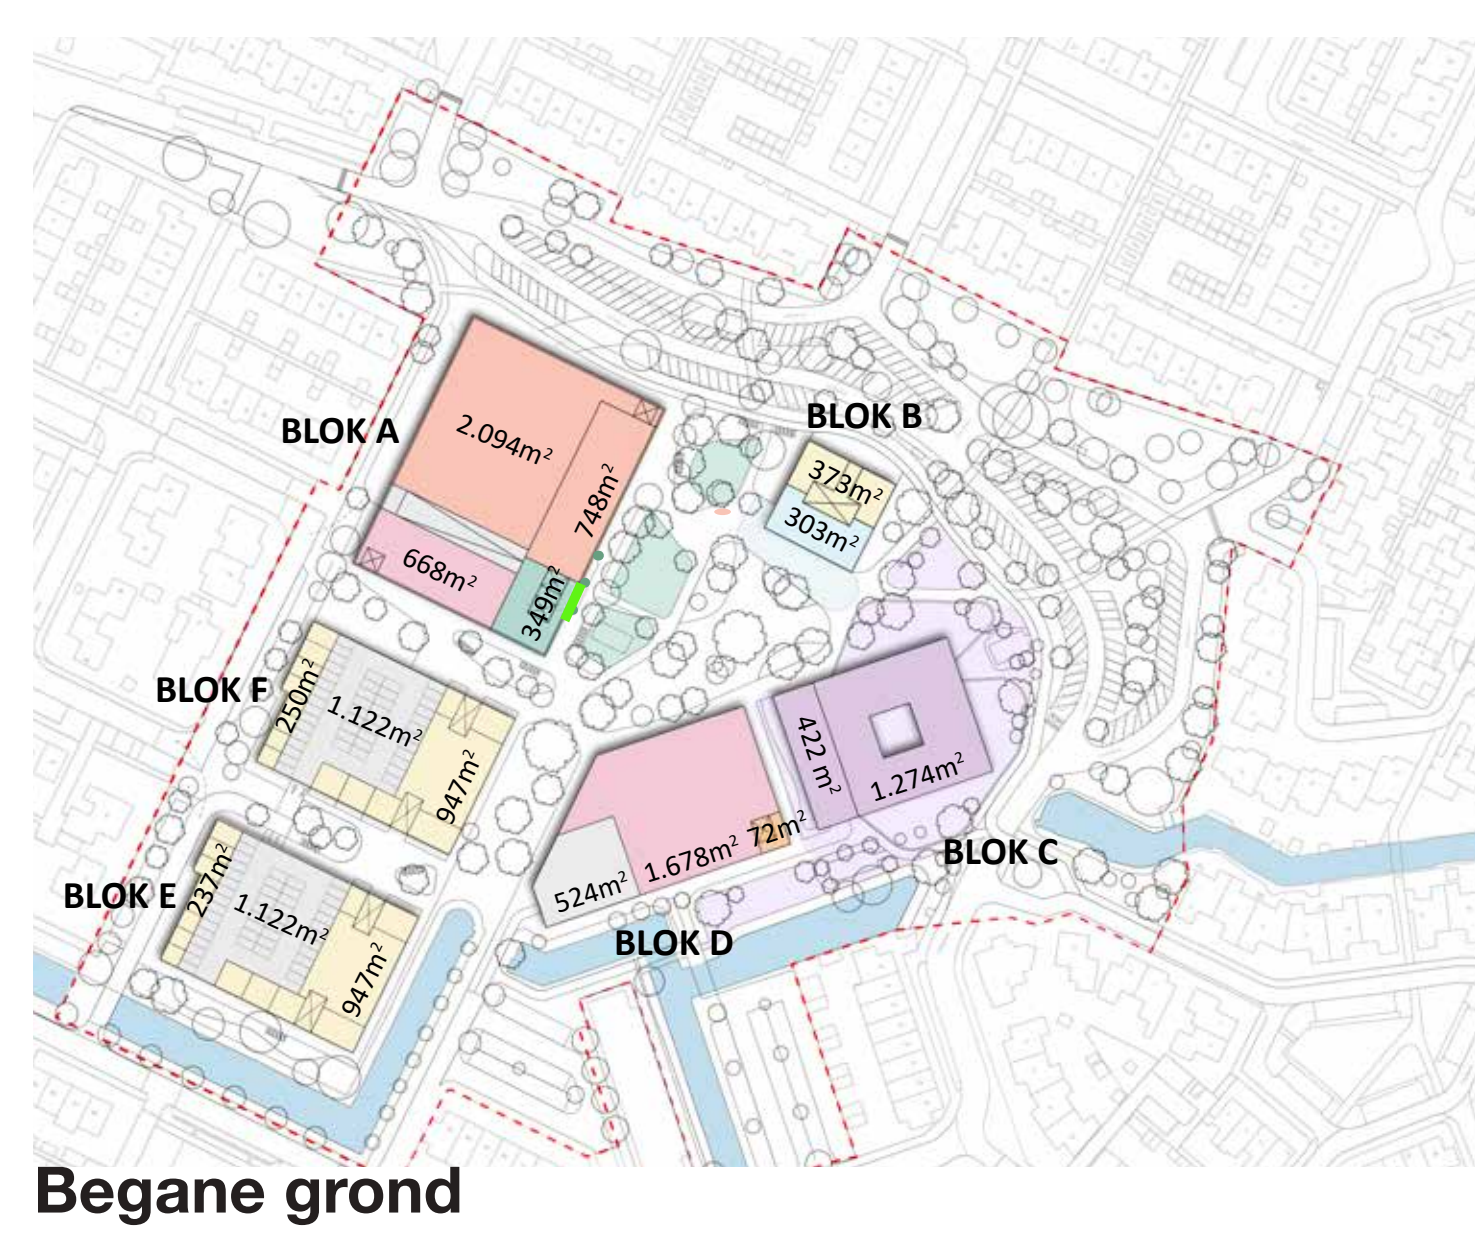 BLOK A
2.094m²
748m²
668m²
349m²
BLOK B
373m²
303m²
BLOK F
250m²
1.122m²
947m²
BLOK E
237m²
1.122m²
947m²
422 m²
1.274m²
BLOK C
524m²
1.678m²
72m²
BLOK D
Begane grond